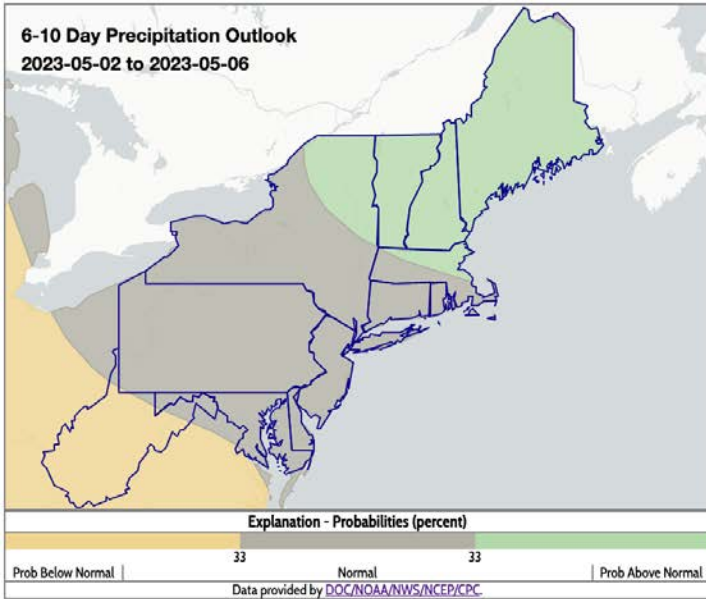 6-10 Day Precipitation Outlook
2023-05-02 to 2023-05-06
Explanation - Probabilities (percent)
33 33
Prob Below Normal | Normal | Prob Above Normal
Data provided by DOC/NOAA/NWS/NCEP/CPC.